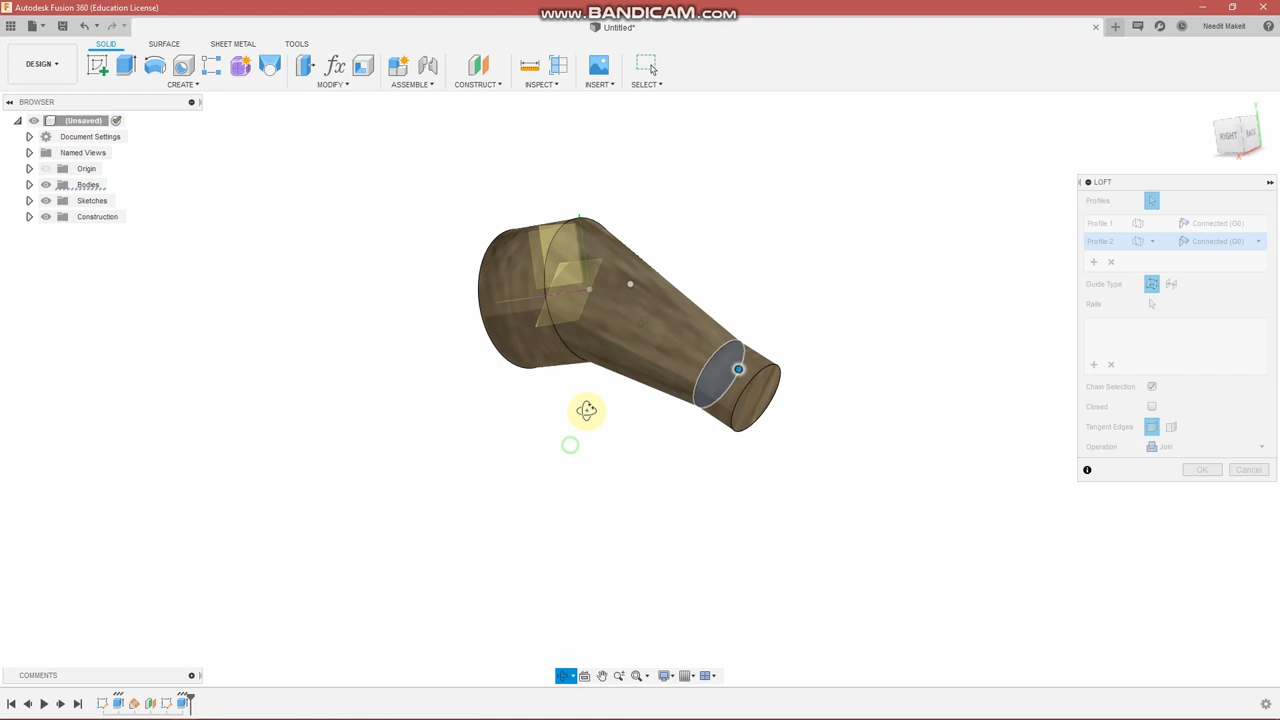 Autodesk Fusion 360 (Education License)
www.BANDICAM.com
Untitled*
Needit Makeit
DESIGN
SOLID SURFACE SHEET METAL TOOLS
CREATE MODIFY ASSEMBLE CONSTRUCT INSPECT INSERT SELECT
BROWSER
(Unsaved)
Document Settings
Named Views
Origin
Bodies
Sketches
Construction
RIGHT BACK
LOFT
Profiles
Profile 1 Connected (G0)
Profile 2 Connected (G0)
Guide Type
Rails
Chain Selection
Closed
Tangent Edges
Operation Join
OK Cancel
COMMENTS